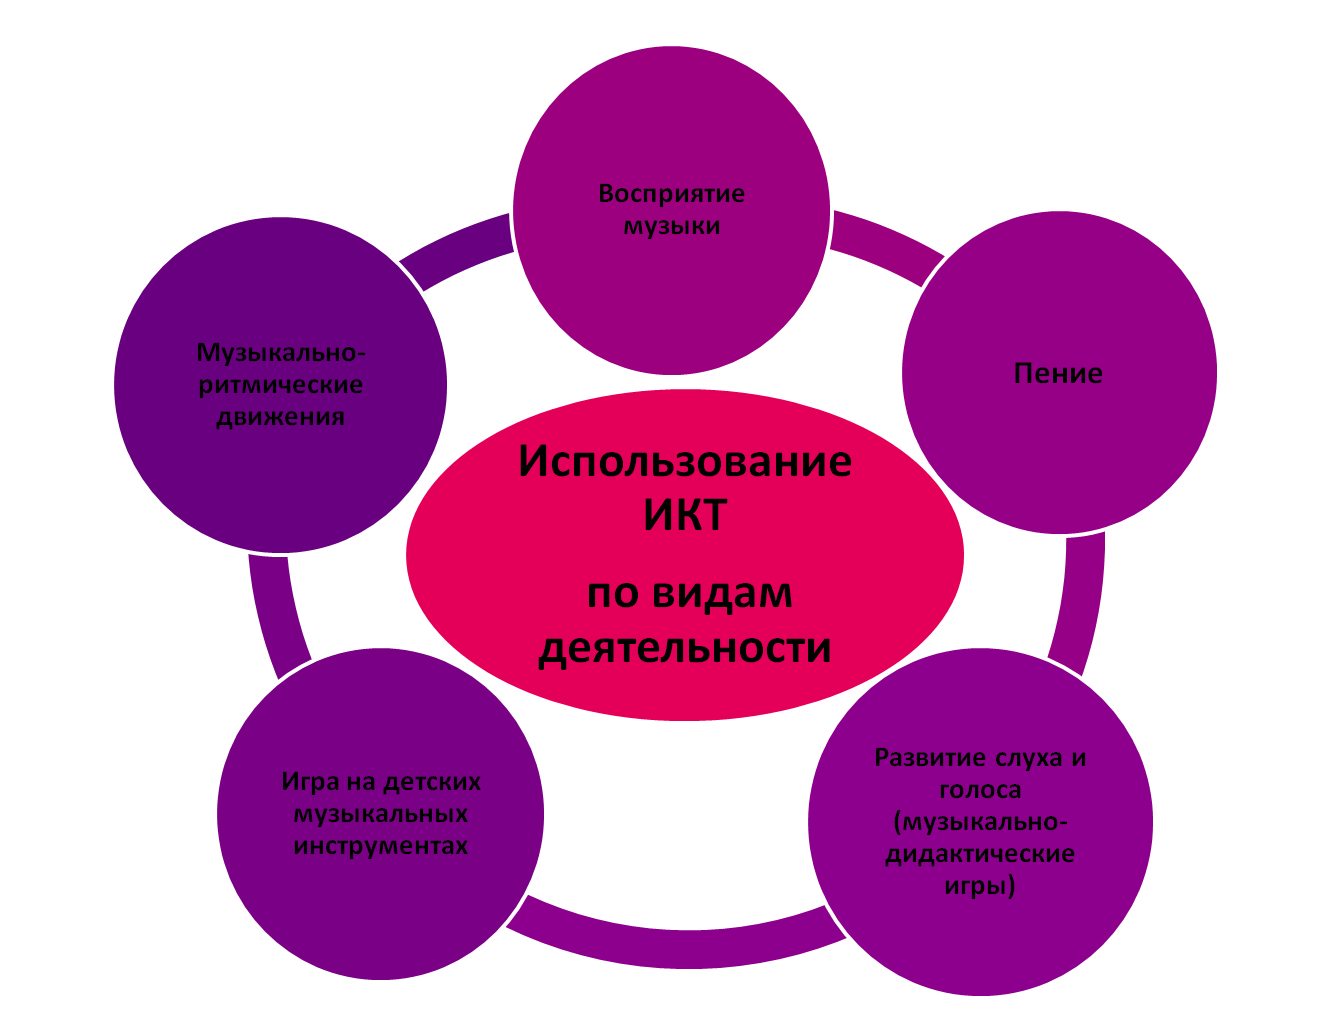 Восприятие
музыки
Пение
Развитие слуха и
голоса
(музыкально-
дидактические
игры)
Игра на детских
музыкальных
инструментах
Музыкально-
ритмические
движения
Использование
ИКТ
по видам
деятельности